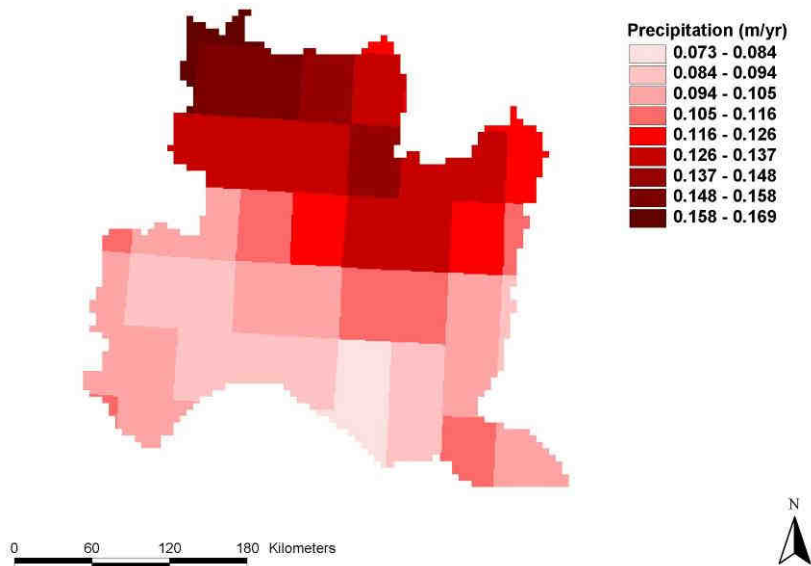 Precipitation (m/yr)
0.073 - 0.084
0.084 - 0.094
0.094 - 0.105
0.105 - 0.116
0.116 - 0.126
0.126 - 0.137
0.137 - 0.148
0.148 - 0.158
0.158 - 0.169
N
0 60 120 180 Kilometers